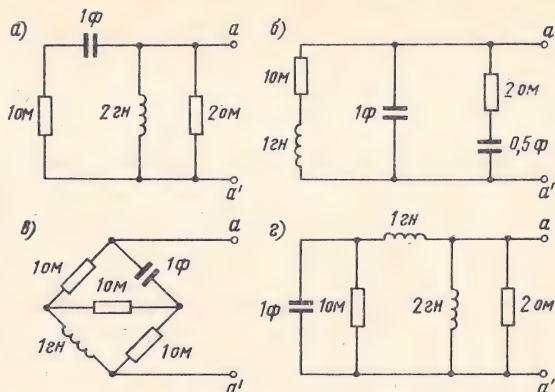 а) 1ф а
1ом 2гн 2ом
а'
б) а
1ом 1ф 2ом
1гн 0,5ф
а'
в) а
1ом 1ф
1ом
1гн 1ом
а'
г) 1гн а
1ф 1ом 2гн 2ом
а'